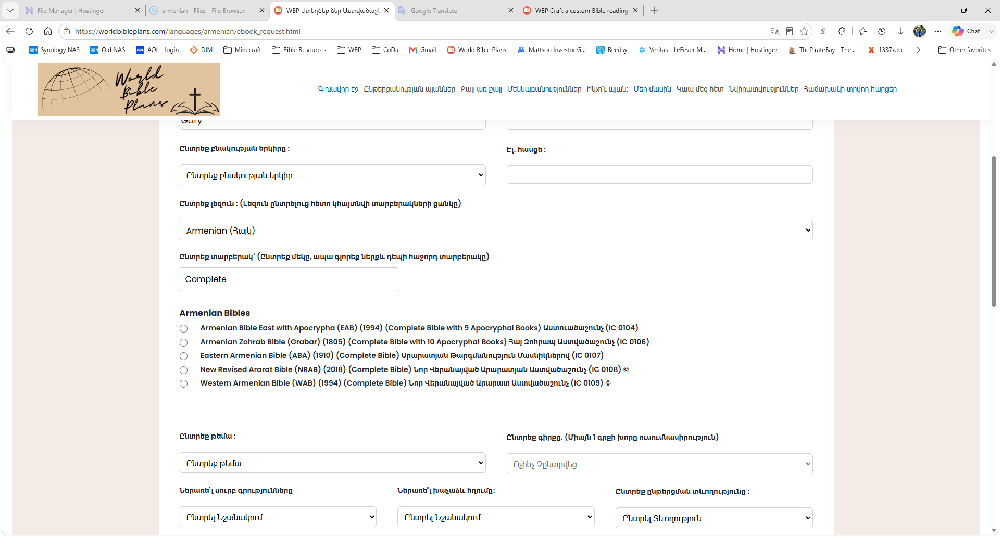 File Manager | Hostinger
armenian - Files - File Browser
WBP Ստեղծեք ձեր Աստվածաշն
Google Translate
WBP Craft a custom Bible reading
https://worldbibleplans.com/languages/armenian/ebook_request.html
Chat
Synology NAS
Old NAS
AOL - login
DIM
Minecraft
Bible Resources
WBP
CoDa
Gmail
World Bible Plans
Mattson Investor G...
Reedsy
Veritas - LeFever M...
Home | Hostinger
ThePirateBay - The...
1337x.to
Other favorites
World
Bible
Plans
Գլխավոր էջ
Ընթերցանության պլաններ
Քայլ առ քայլ
Մեկնաբանություններ
Ինչո՞ւ պլան:
Մեր մասին
Կապ մեզ հետ
Նվիրատվություններ
Հաճախակի տրվող հարցեր
Gary
Ընտրեք բնակության երկիրը :
Էլ. հասցե :
Ընտրեք բնակության երկիր
Ընտրեք լեզուն : (Լեզուն ընտրելուց հետո կհայտնվի տարբերակների ցանկը)
Armenian (Հայկ)
Ընտրեք տարբերակ՝ (Ընտրեք մեկը, ապա գլորեք ներքև դեպի հաջորդ տարբերակը)
Complete
Armenian Bibles
Armenian Bible East with Apocrypha (EAB) (1994) (Complete Bible with 9 Apocryphal Books) Աստուածաշունչ (IC 0104)
Armenian Zohrab Bible (Grabar) (1805) (Complete Bible with 10 Apocryphal Books) Հայ Զոհրապ Աստվածաշունչ (IC 0106)
Eastern Armenian Bible (ABA) (1910) (Complete Bible) Արարատյան Թարգմանություն Մասնիկներով (IC 0107)
New Revised Ararat Bible (NRAB) (2018) (Complete Bible) Նոր Վերանայված Արարատյան Աստվածաշունչ (IC 0108) ©
Western Armenian Bible (WAB) (1994) (Complete Bible) Նոր Վերանայված Արարատ Աստվածաշունչ (IC 0109) ©
Ընտրեք թեմա :
Ընտրեք գիրքը. (Միայն 1 գրքի խորը ուսումնասիրություն)
Ընտրեք թեմա
Ոչինչ Չընտրվեց
Ներառե՞լ սուրբ գրությունները
Ներառե՞լ խաչաձև հղումը:
Ընտրեք ընթերցման տևողությունը :
Ընտրել Նշանակում
Ընտրել Նշանակում
Ընտրել Տևողություն